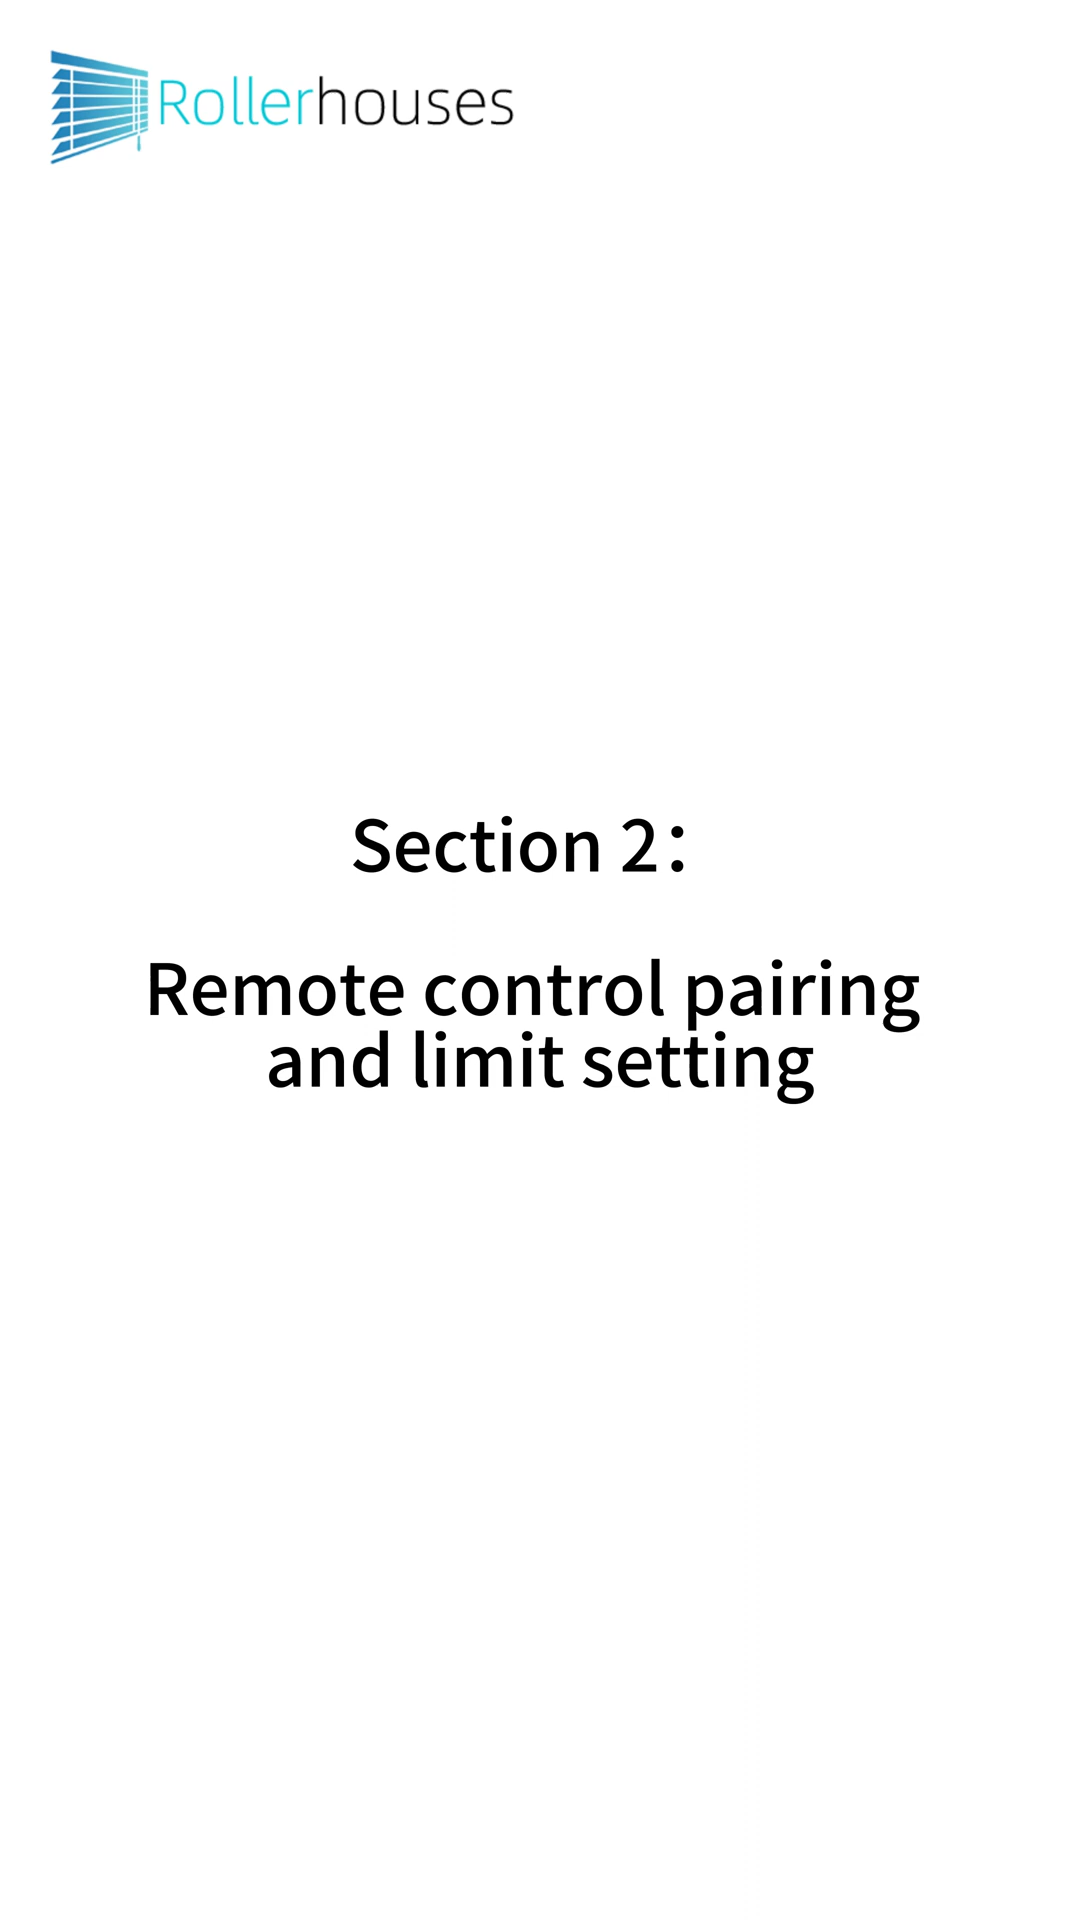 Rollerhouses
Section 2：
Remote control pairing
and limit setting